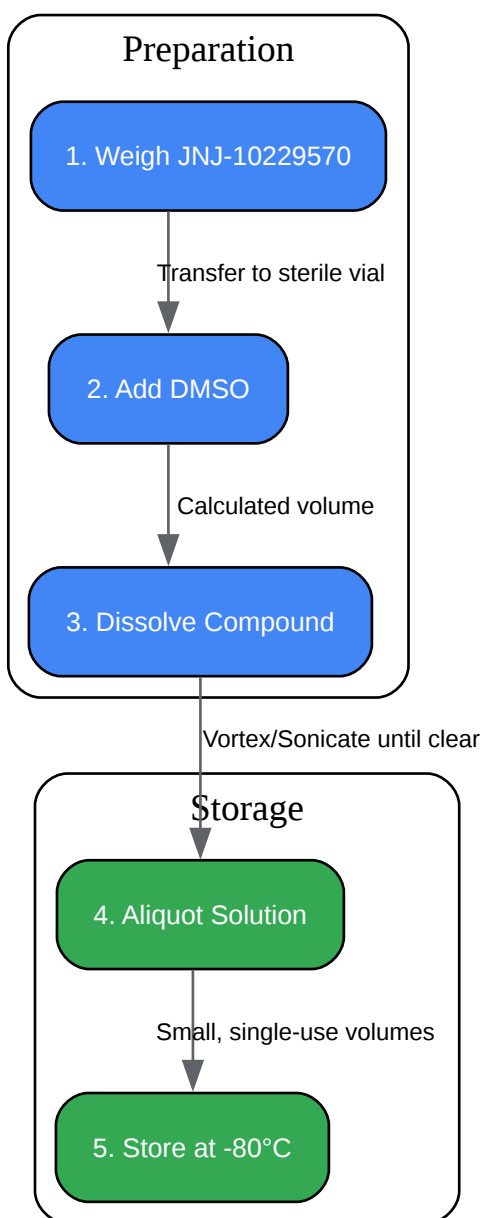 Preparation
1. Weigh JNJ-10229570
Transfer to sterile vial
2. Add DMSO
Calculated volume
3. Dissolve Compound
Vortex/Sonicate until clear
Storage
4. Aliquot Solution
Small, single-use volumes
5. Store at -80°C